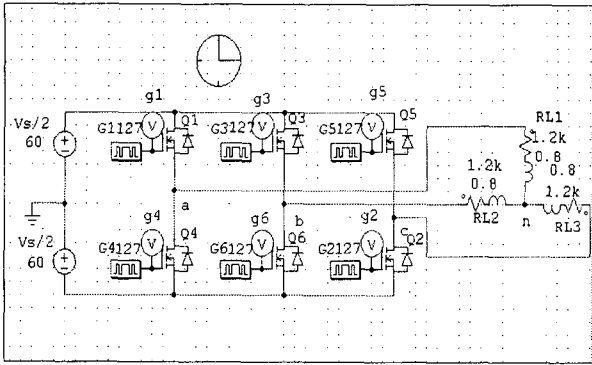 g1
g3
g5
Vs/2
60
G1127
V
Q1
G3127
V
Q3
G5127
V
Q5
RL1
1.2k
0.8
0.8
1.2k
0.8
RL2
n
1.2k
RL3
a
b
c
Vs/2
60
g4
G4127
V
Q4
g6
G6127
V
Q6
g2
G2127
V
Q2